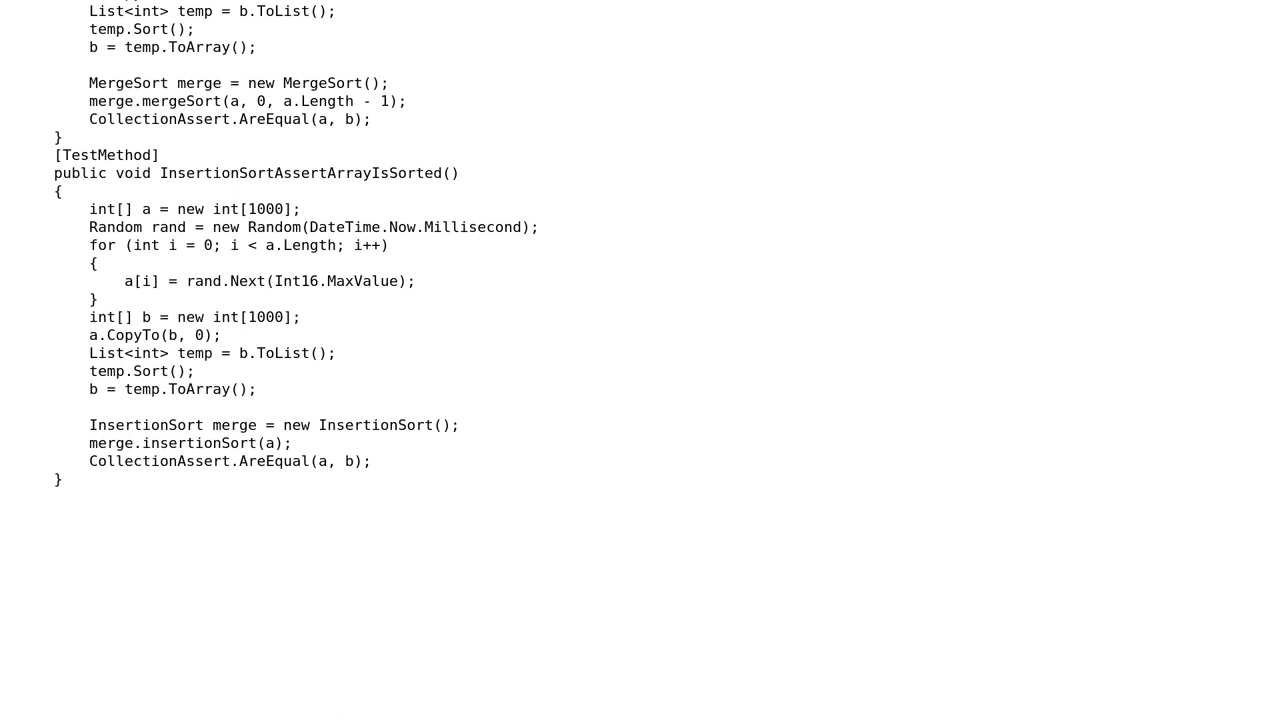 List<int> temp = b.ToList();
temp.Sort();
b = temp.ToArray();
MergeSort merge = new MergeSort();
merge.mergeSort(a, 0, a.Length - 1);
CollectionAssert.AreEqual(a, b);
}
[TestMethod]
public void InsertionSortAssertArrayIsSorted()
{
int[] a = new int[1000];
Random rand = new Random(DateTime.Now.Millisecond);
for (int i = 0; i < a.Length; i++)
{
a[i] = rand.Next(Int16.MaxValue);
}
int[] b = new int[1000];
a.CopyTo(b, 0);
List<int> temp = b.ToList();
temp.Sort();
b = temp.ToArray();
InsertionSort merge = new InsertionSort();
merge.insertionSort(a);
CollectionAssert.AreEqual(a, b);
}